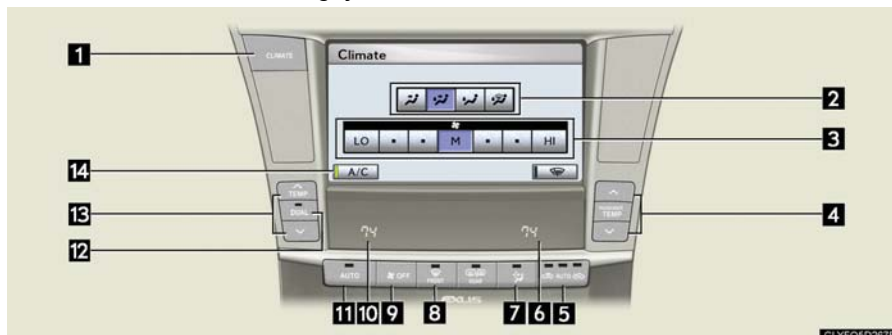 1
CLIMATE
Climate
2
LO M HI
3
14
A/C
TEMP
13
DUAL
12
PASSENGER
TEMP
4
74 74
AUTO OFF FRONT REAR AUTO
LEXUS
11 10 9 8 7 6 5